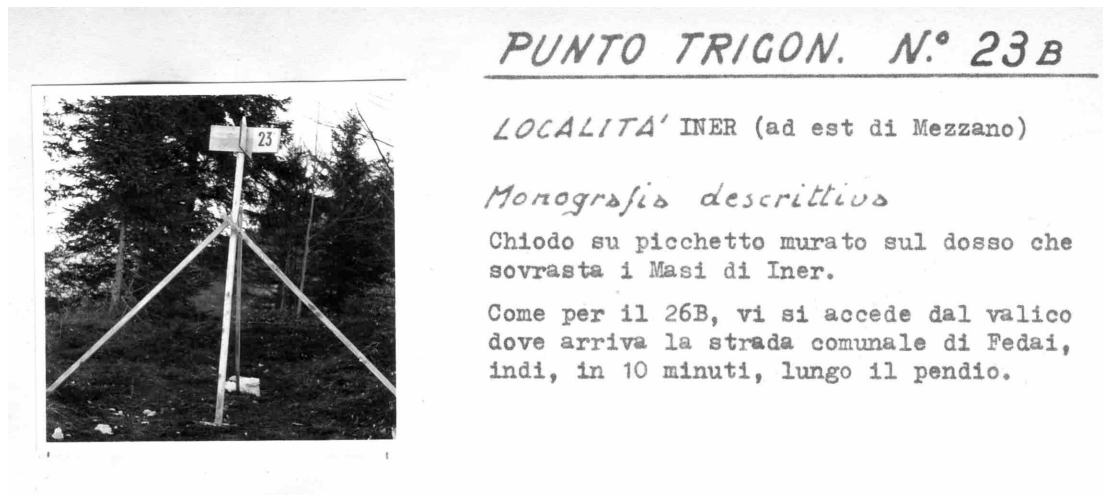 PUNTO TRIGON. N.° 23B
23
LOCALITA' INER (ad est di Mezzano)
Monografia descrittiva
Chiodo su picchetto murato sul dosso che
sovrasta i Masi di Iner.
Come per il 26B, vi si accede dal valico
dove arriva la strada comunale di Fedai,
indi, in 10 minuti, lungo il pendio.